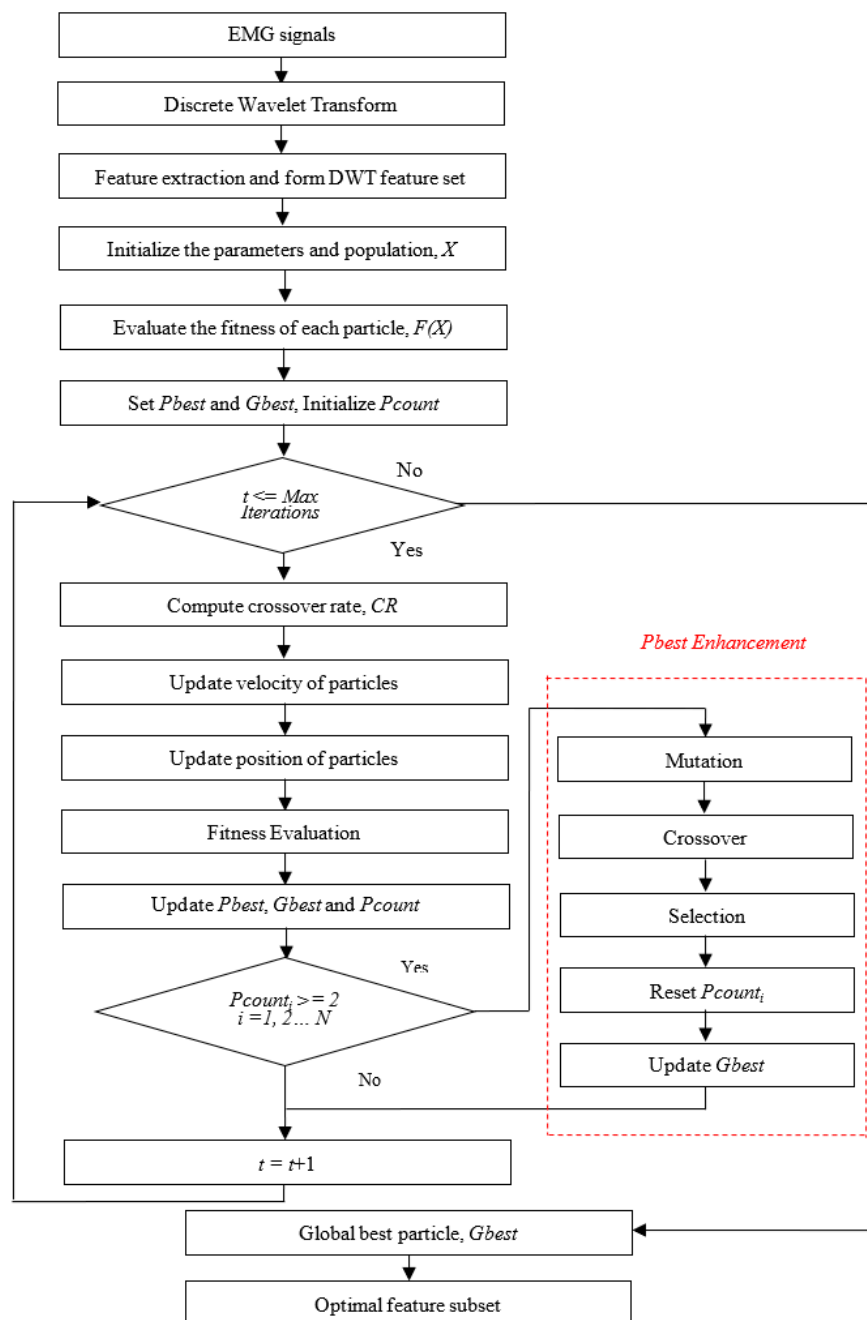 EMG signals
Discrete Wavelet Transform
Feature extraction and form DWT feature set
Initialize the parameters and population, X
Evaluate the fitness of each particle, F(X)
Set Pbest and Gbest, Initialize Pcount
No
t <= Max
Iterations
Yes
Compute crossover rate, CR
Pbest Enhancement
Update velocity of particles
Update position of particles
Mutation
Fitness Evaluation
Crossover
Update Pbest, Gbest and Pcount
Selection
Yes
Pcountᵢ >= 2
i =1, 2... N
Reset Pcountᵢ
Update Gbest
No
t = t+1
Global best particle, Gbest
Optimal feature subset